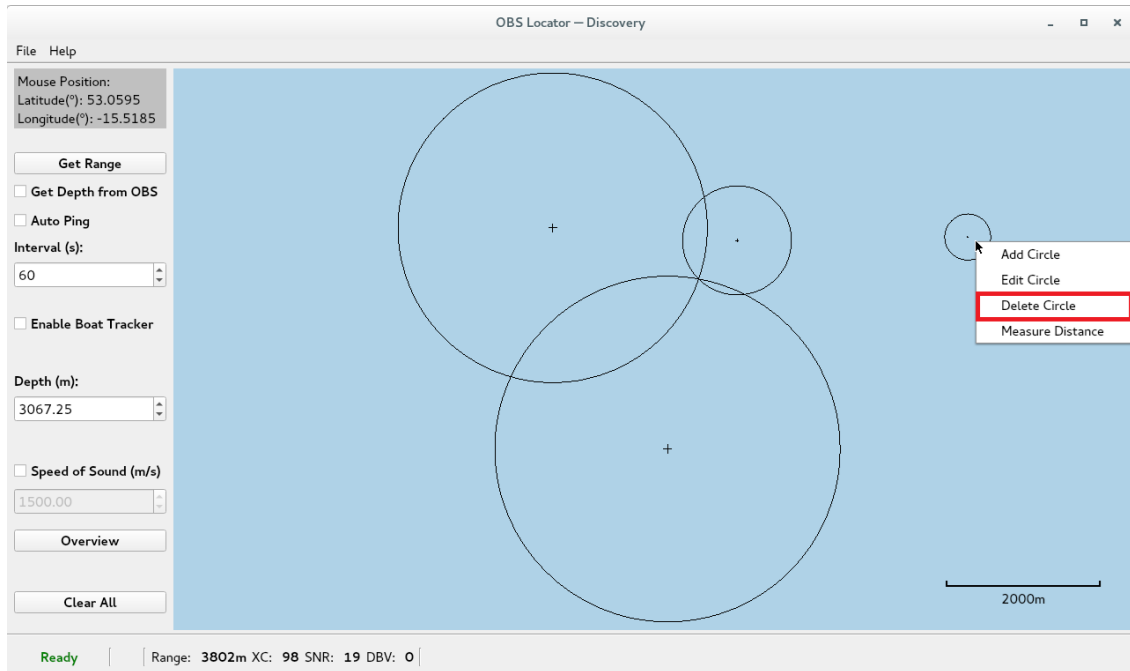 OBS Locator — Discovery
File Help
Mouse Position:
Latitude(°): 53.0595
Longitude(°): -15.5185
Get Range
Get Depth from OBS
Auto Ping
Interval (s):
60
Enable Boat Tracker
Depth (m):
3067.25
Speed of Sound (m/s)
1500.00
Overview
Clear All
Add Circle
Edit Circle
Delete Circle
Measure Distance
2000m
Ready Range: 3802m XC: 98 SNR: 19 DBV: 0